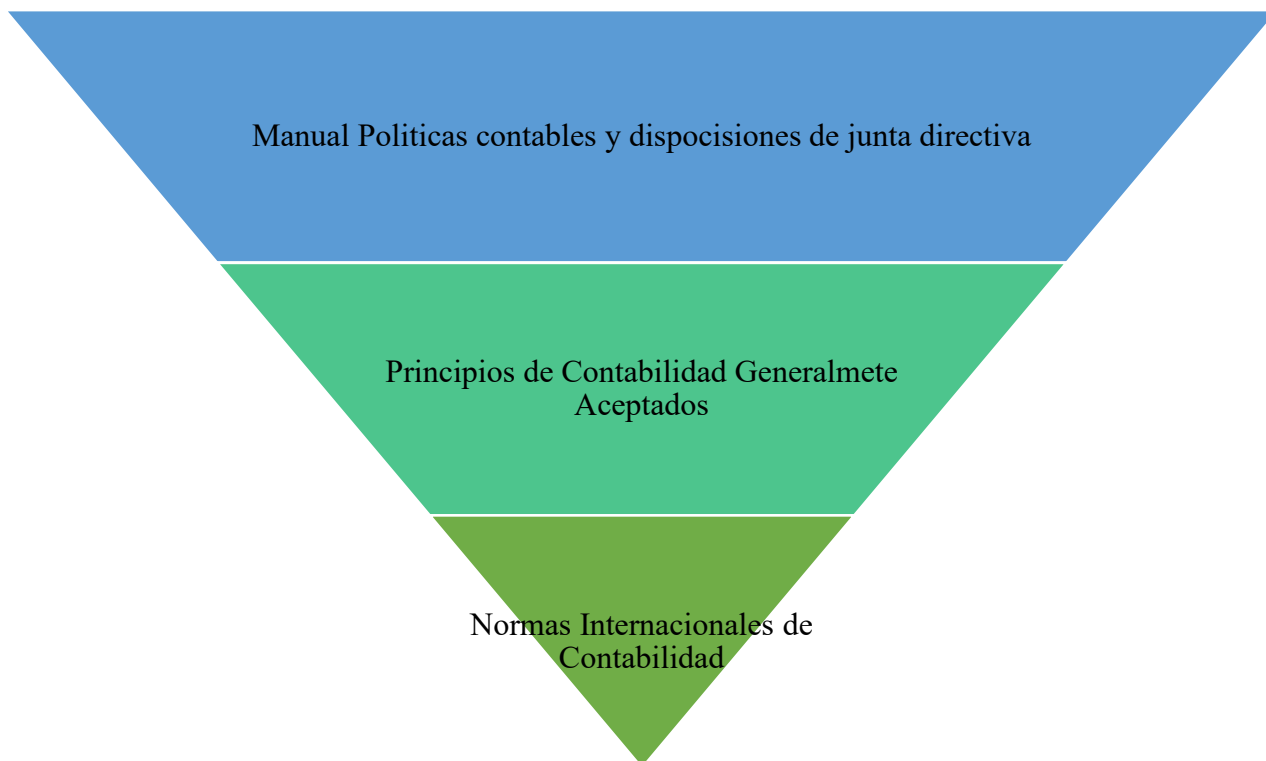 Manual Politicas contables y dispocisiones de junta directiva
Principios de Contabilidad Generalmete
Aceptados
Normas Internacionales de
Contabilidad